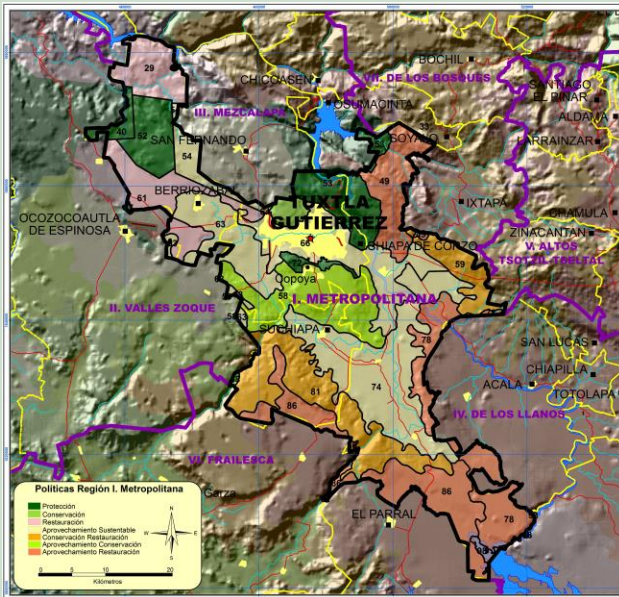 BOCHIL
VII. DE LOS BOSQUES
CHICOASEN
SANTIAGO
EL PINAR
29
OSUMACINTA
III. MEZCALAPA
ALDAMA
33
SOYALO
LARRAINZAR
40
52
SAN FERNANDO
54
53
49
BERRIOZABAL
61
TUXTLA
GUTIERREZ
IXTAPA
CHAMULA
OCOZOCOAUTLA
DE ESPINOSA
63
66
CHIAPA DE CORZO
ZINACANTAN
V. ALTOS
TSOTZIL-TSELTAL
59
Copoya
58
I. METROPOLITANA
II. VALLES ZOQUE
SUCHIAPA
78
SAN LUCAS
CHIAPILLA
74
ACALA
TOTOLAPA
81
86
IV. DE LOS LLANOS
VI. FRAILESCA
86
78
EL PARRAL
98
Políticas Región I. Metropolitana
Protección
Conservación
Restauración
Aprovechamiento Sustentable
Conservación Restauración
Aprovechamiento Conservación
Aprovechamiento Restauración
N
W
E
S
0
5
10
20
Kilómetros